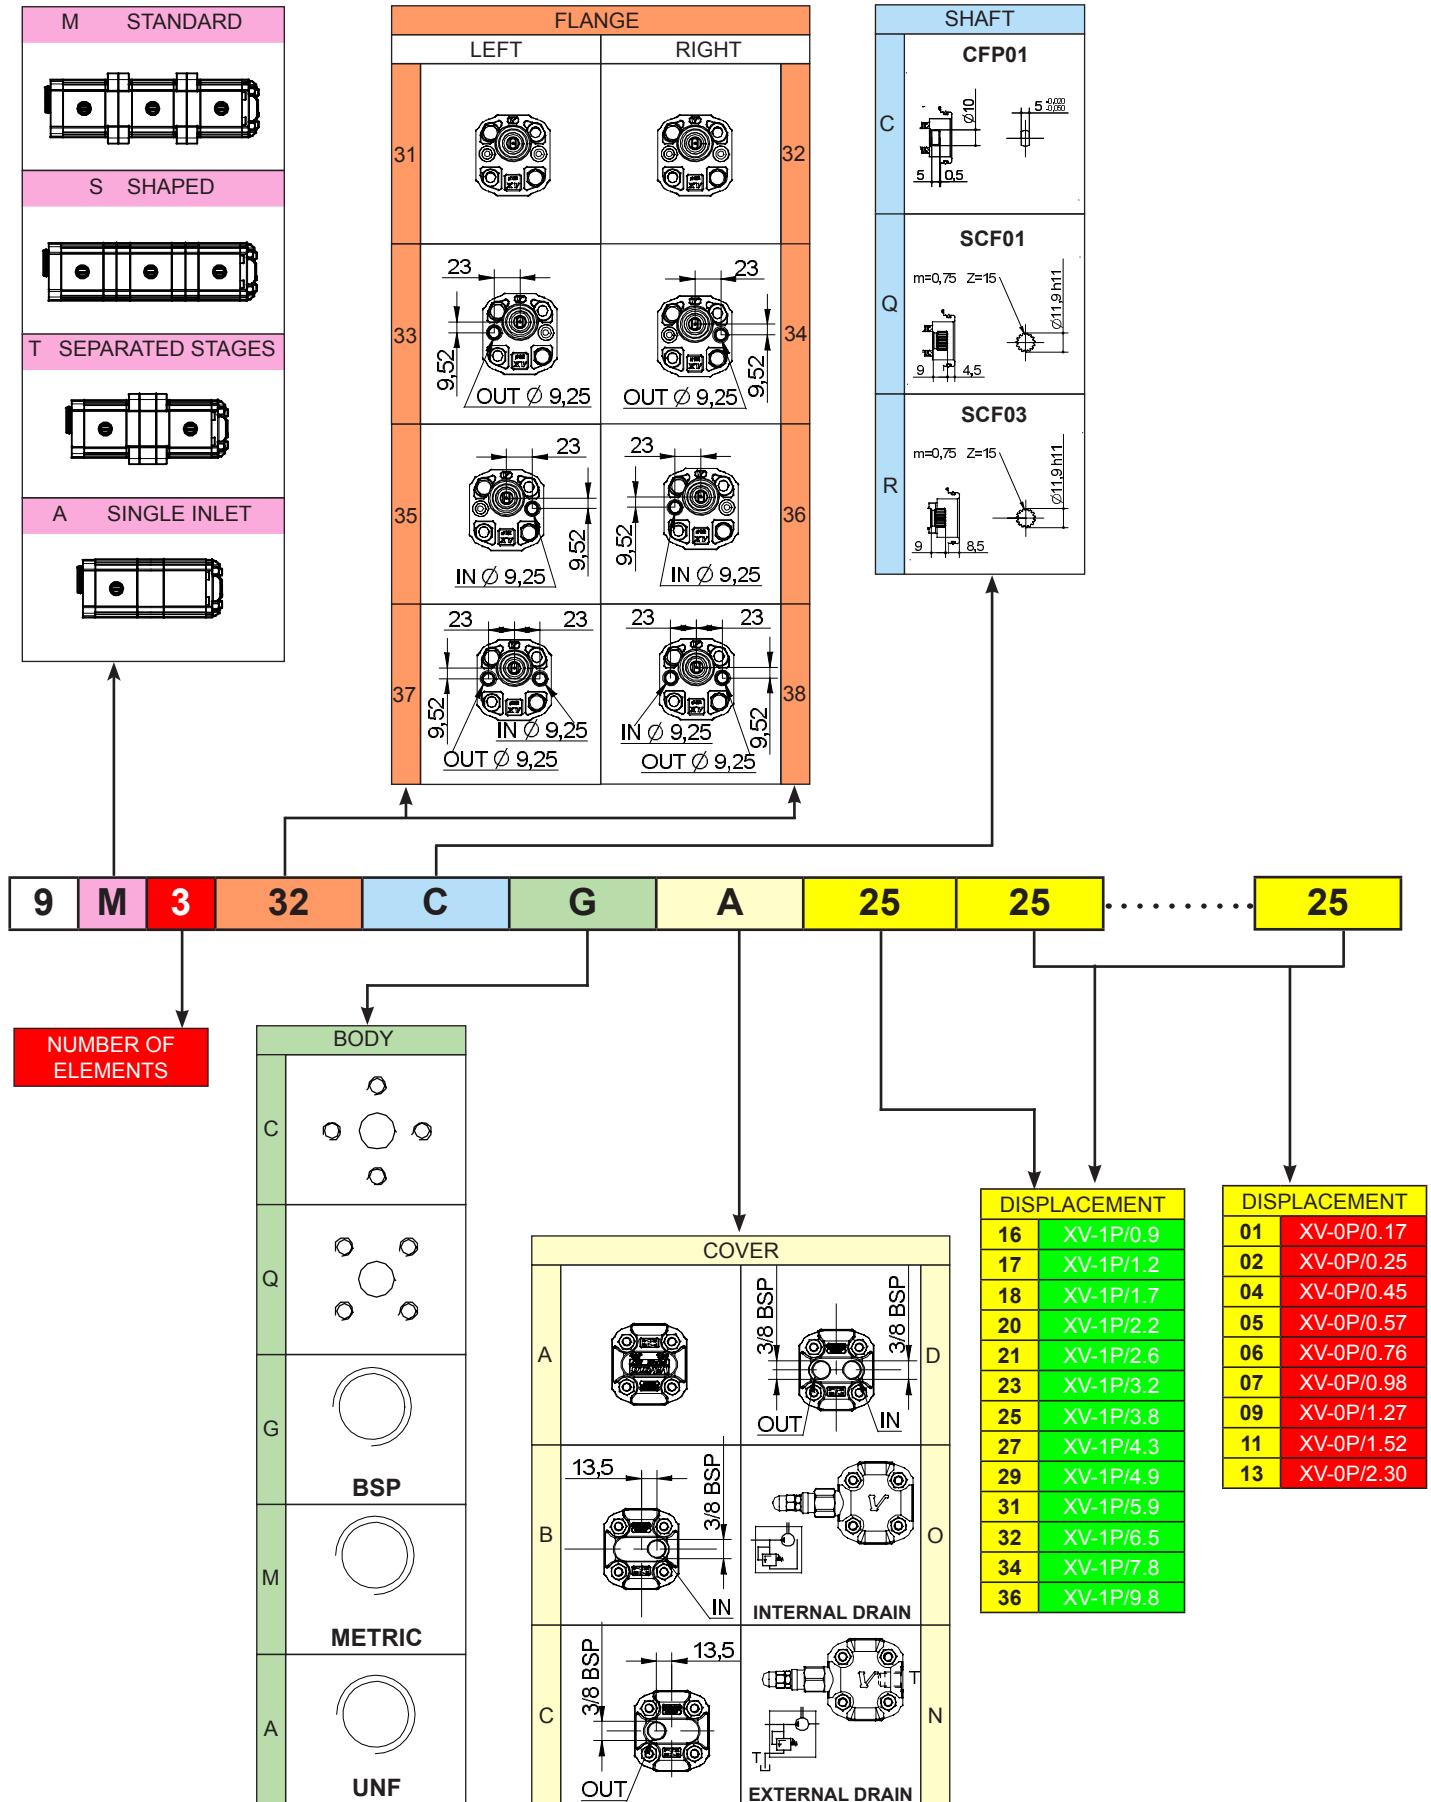 M STANDARD
S SHAPED
T SEPARATED STAGES
A SINGLE INLET
FLANGE
LEFT RIGHT
31 32
33 34
23
9,52
OUT Ø 9,25
23
9,52
OUT Ø 9,25
35 36
23
9,52
IN Ø 9,25
23
9,52
IN Ø 9,25
37 38
23 23
9,52
IN Ø 9,25
OUT Ø 9,25
23 23
9,52
IN Ø 9,25
OUT Ø 9,25
SHAFT
C
CFP01
Ø10
5 -0,020
-0,050
5 0,5
Q
SCF01
m=0,75 Z=15
Ø11,9 h11
9 4,5
R
SCF03
m=0,75 Z=15
Ø11,9 h11
9 8,5
9 M 3 32 C G A 25 25 ............ 25
NUMBER OF
ELEMENTS
BODY
C
Q
G
BSP
M
METRIC
A
UNF
COVER
A
D
3/8 BSP
3/8 BSP
OUT IN
B
13,5
3/8 BSP
IN
O
INTERNAL DRAIN
C
13,5
3/8 BSP
OUT
N
T
T
EXTERNAL DRAIN
DISPLACEMENT
16 XV-1P/0.9
17 XV-1P/1.2
18 XV-1P/1.7
20 XV-1P/2.2
21 XV-1P/2.6
23 XV-1P/3.2
25 XV-1P/3.8
27 XV-1P/4.3
29 XV-1P/4.9
31 XV-1P/5.9
32 XV-1P/6.5
34 XV-1P/7.8
36 XV-1P/9.8
DISPLACEMENT
01 XV-0P/0.17
02 XV-0P/0.25
04 XV-0P/0.45
05 XV-0P/0.57
06 XV-0P/0.76
07 XV-0P/0.98
09 XV-0P/1.27
11 XV-0P/1.52
13 XV-0P/2.30